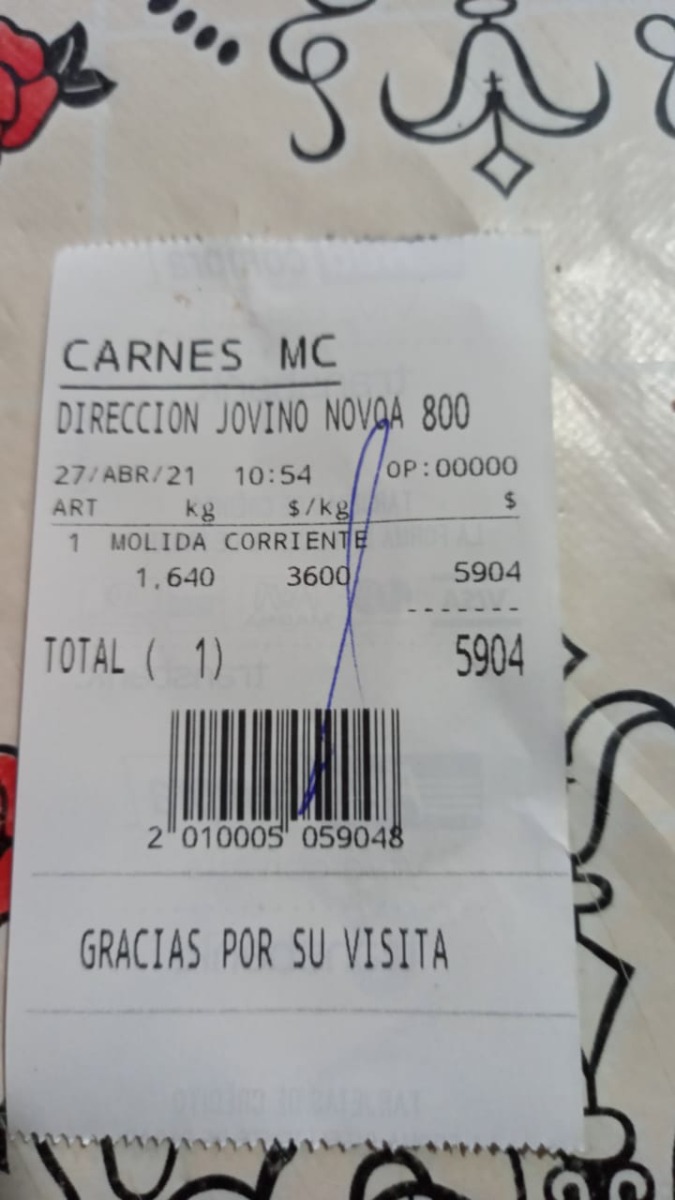 CARNES MC
DIRECCION JOVINO NOVOA 800
27/ABR/21 10:54 OP:00000
ART kg $/kg $
1 MOLIDA CORRIENTE
1.640 3600 5904
TOTAL ( 1) 5904
2 010005 059048
GRACIAS POR SU VISITA